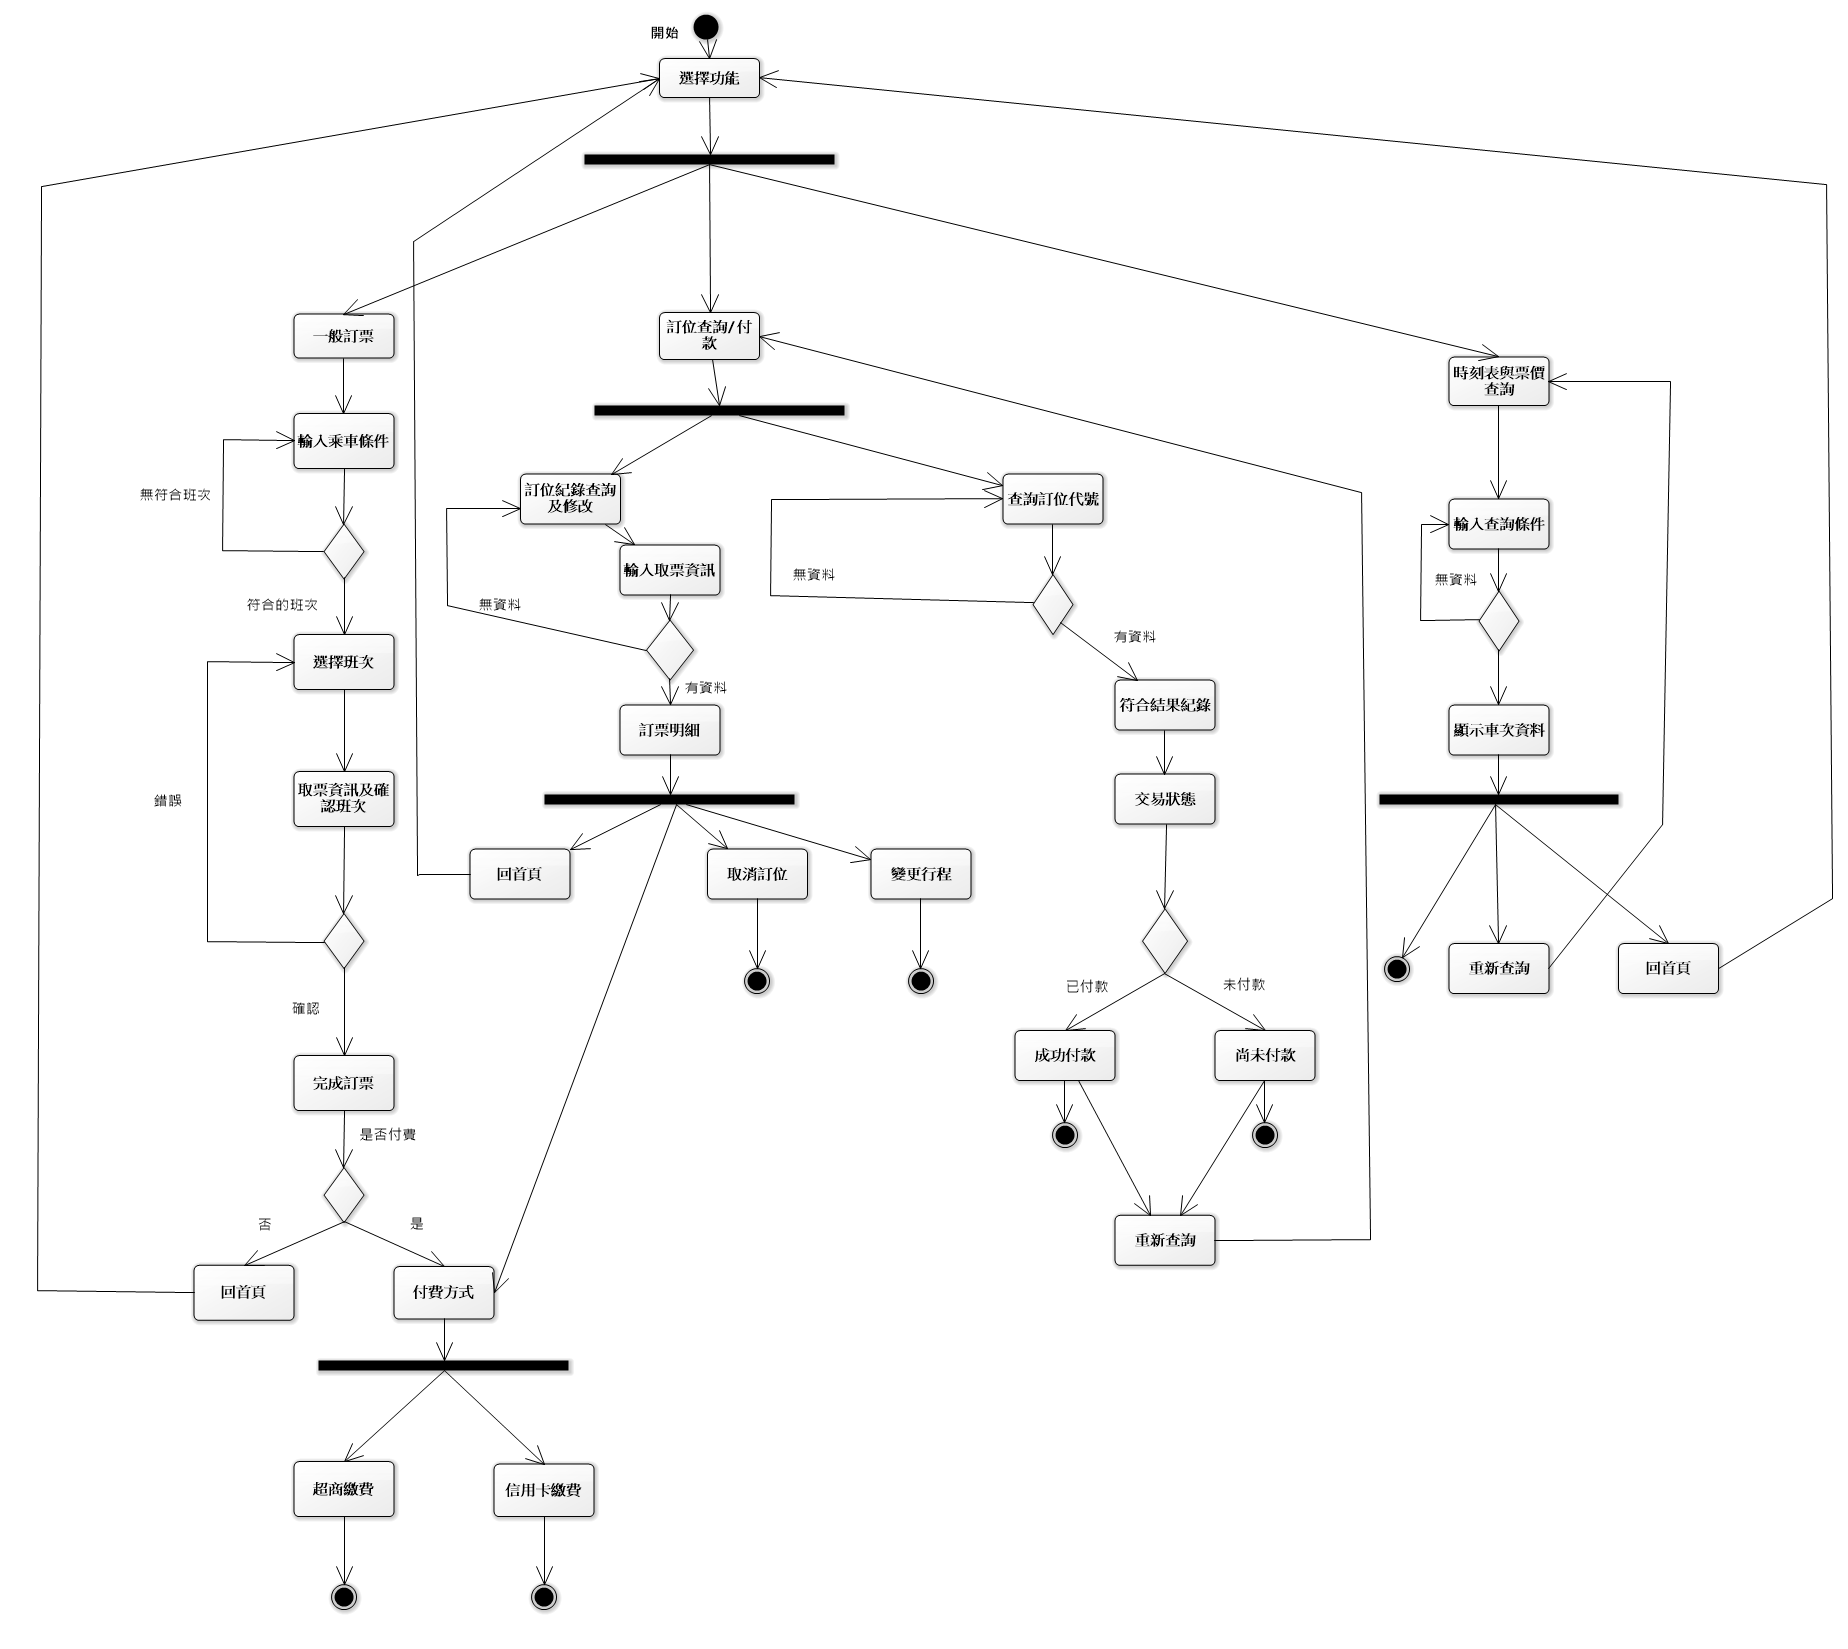 開始
選擇功能
一般訂票
訂位查詢/付
款
時刻表與票價
查詢
輸入乘車條件
無符合班次
訂位紀錄查詢
及修改
查詢訂位代號
輸入查詢條件
輸入取票資訊
無資料
無資料
無資料
符合的班次
有資料
選擇班次
有資料
符合結果紀錄
訂票明細
顯示車次資料
取票資訊及確
認班次
錯誤
交易狀態
回首頁
取消訂位
變更行程
重新查詢
回首頁
已付款
未付款
確認
成功付款
尚未付款
完成訂票
是否付費
否
是
重新查詢
回首頁
付費方式
超商繳費
信用卡繳費